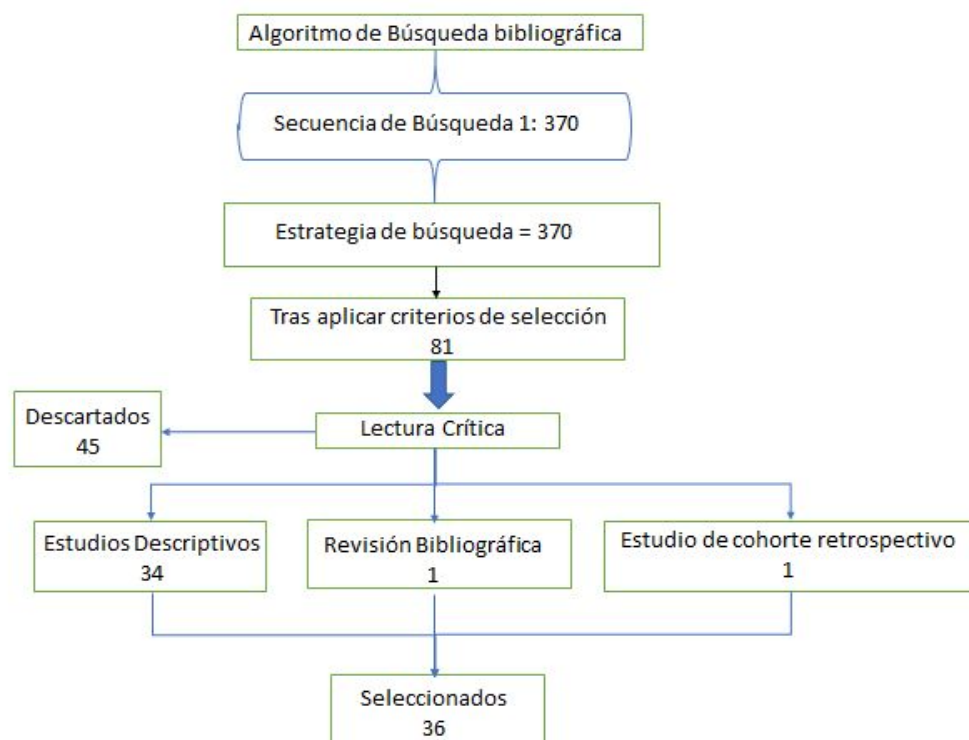 Algoritmo de Búsqueda bibliográfica
Secuencia de Búsqueda 1: 370
Estrategia de búsqueda = 370
Tras aplicar criterios de selección
81
Descartados
45
Lectura Crítica
Estudios Descriptivos
34
Revisión Bibliográfica
1
Estudio de cohorte retrospectivo
1
Seleccionados
36